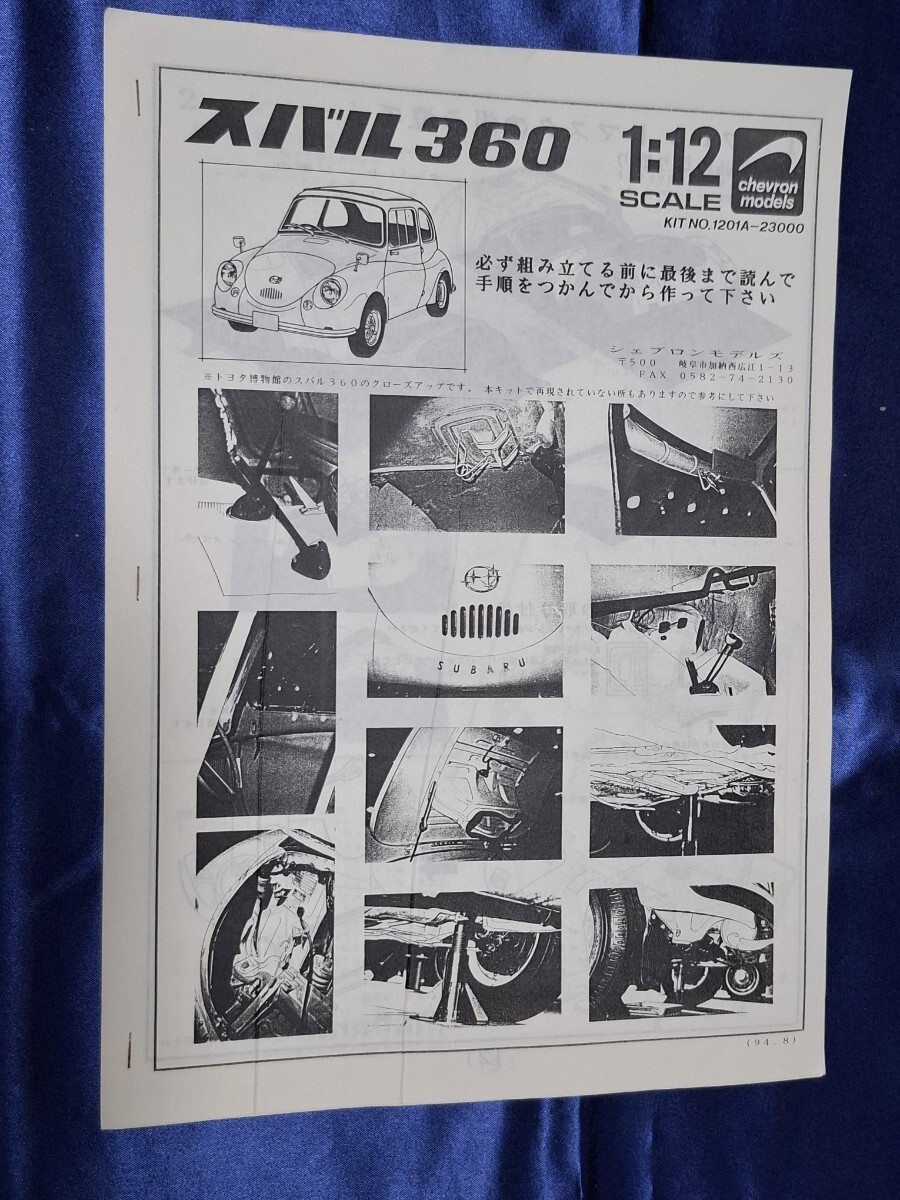 スバル360
1:12
SCALE
chevron
models
KIT NO.1201A-23000
必ず組み立てる前に最後まで読んで
手順をつかんでから作って下さい
シェブロンモデルズ
〒500 岐阜市加納西広江1-13
FAX 0582-74-2130
※トヨタ博物館のスバル360のクローズアップです。本キットで再現されていない所もありますので参考にして下さい
SUBARU
(94.8)